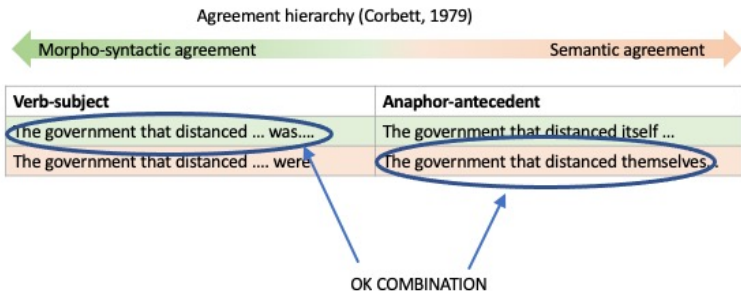 Agreement hierarchy (Corbett, 1979)
Morpho-syntactic agreement Semantic agreement
Verb-subject Anaphor-antecedent
The government that distanced ... was.... The government that distanced itself ...
The government that distanced .... were The government that distanced themselves...
OK COMBINATION